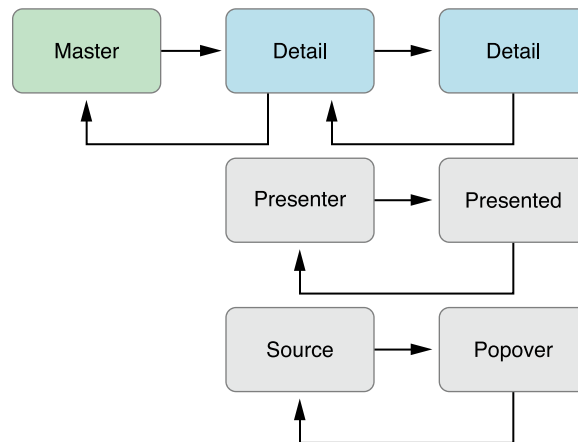 Master
Detail
Detail
Presenter
Presented
Source
Popover